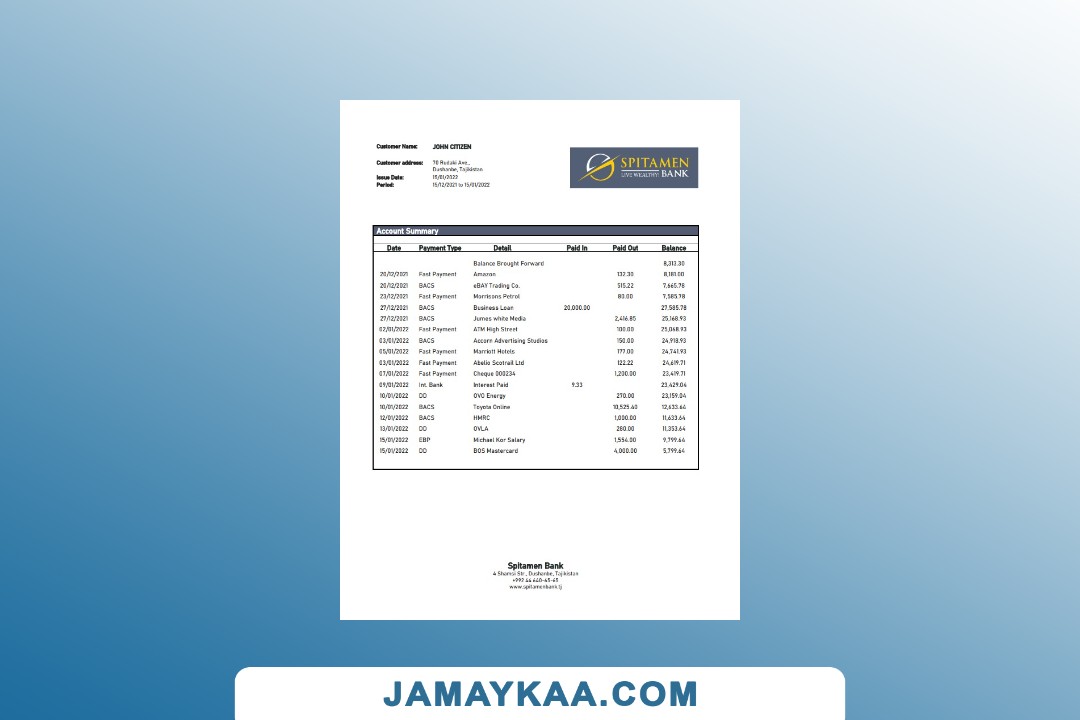 Customer Name: JOHN CITIZEN
Customer address: 70 Rudaki Ave.,
Dushanbe, Tajikistan
Issue Date: 15/01/2022
Period: 15/12/2021 to 15/01/2022
SPITAMEN
LIVE WEALTHY! BANK
Account Summary
Date Payment Type Detail Paid In Paid Out Balance
Balance Brought Forward 8,313.30
20/12/2021 Fast Payment Amazon 132.30 8,181.00
20/12/2021 BACS eBAY Trading Co. 515.22 7,665.78
23/12/2021 Fast Payment Morrisons Petrol 80.00 7,585.78
27/12/2021 BACS Business Loan 20,000.00 27,585.78
27/12/2021 BACS Jumes white Media 2,416.85 25,168.93
02/01/2022 Fast Payment ATM High Street 100.00 25,068.93
03/01/2022 BACS Accorn Advertising Studios 150.00 24,918.93
05/01/2022 Fast Payment Marriott Hotels 177.00 24,741.93
03/01/2022 Fast Payment Abelio Scotrail Ltd 122.22 24,619.71
07/01/2022 Fast Payment Cheque 000234 1,200.00 23,419.71
09/01/2022 Int. Bank Interest Paid 9.33 23,429.04
10/01/2022 DD OVO Energy 270.00 23,159.04
10/01/2022 BACS Toyota Online 10,525.40 12,633.64
12/01/2022 BACS HMRC 1,000.00 11,633.64
13/01/2022 DD OVLA 280.00 11,353.64
15/01/2022 EBP Michael Kor Salary 1,554.00 9,799.64
15/01/2022 DD BOS Mastercard 4,000.00 5,799.64
Spitamen Bank
4 Shamsi Str., Dushanbe, Tajikistan
+992 44 640-45-45
www.spitamenbank.tj
JAMAYKAA.COM